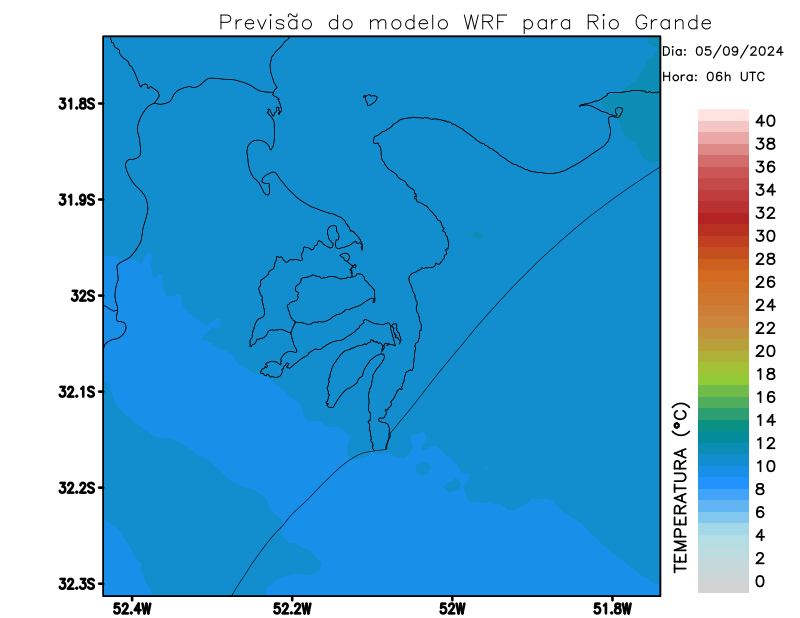 Previsão do modelo WRF para Rio Grande
Dia: 05/09/2024
Hora: 06h UTC
31.8S
31.9S
32S
32.1S
32.2S
32.3S
52.4W
52.2W
52W
51.8W
TEMPERATURA (°C)
40
38
36
34
32
30
28
26
24
22
20
18
16
14
12
10
8
6
4
2
0